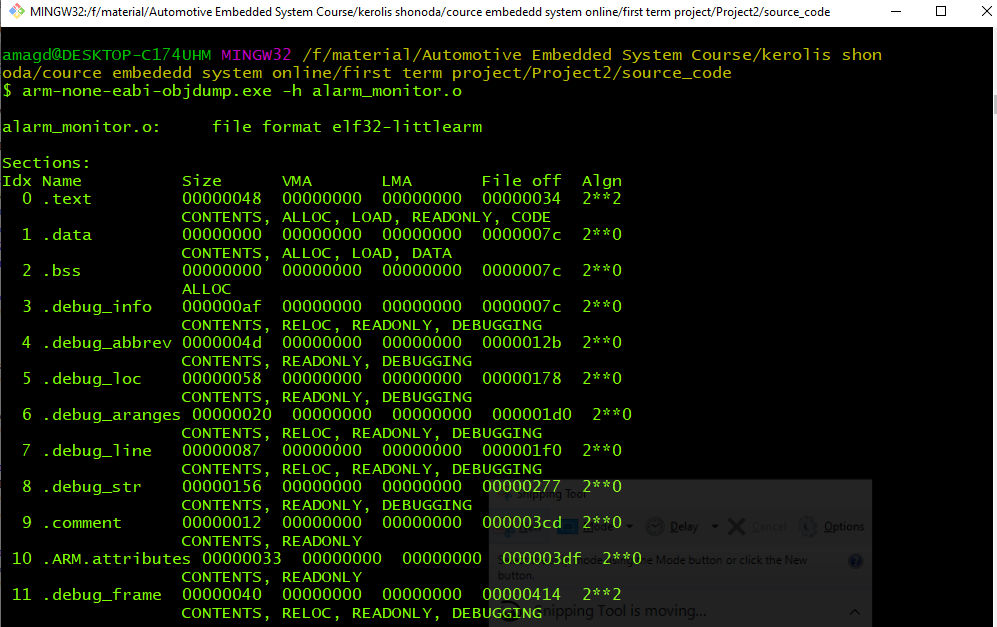 MINGW32:/f/material/Automotive Embedded System Course/kerolis shonoda/cource embededd system online/first term project/Project2/source_code
amagd@DESKTOP-C174UHM MINGW32 /f/material/Automotive Embedded System Course/kerolis shon
oda/cource embededd system online/first term project/Project2/source_code
$ arm-none-eabi-objdump.exe -h alarm_monitor.o
alarm_monitor.o:     file format elf32-littlearm
Sections:
Idx Name          Size      VMA       LMA       File off  Algn
  0 .text         00000048  00000000  00000000  00000034  2**2
                  CONTENTS, ALLOC, LOAD, READONLY, CODE
  1 .data         00000000  00000000  00000000  0000007c  2**0
                  CONTENTS, ALLOC, LOAD, DATA
  2 .bss          00000000  00000000  00000000  0000007c  2**0
                  ALLOC
  3 .debug_info   000000af  00000000  00000000  0000007c  2**0
                  CONTENTS, RELOC, READONLY, DEBUGGING
  4 .debug_abbrev 0000004d  00000000  00000000  0000012b  2**0
                  CONTENTS, READONLY, DEBUGGING
  5 .debug_loc    00000058  00000000  00000000  00000178  2**0
                  CONTENTS, READONLY, DEBUGGING
  6 .debug_aranges 00000020  00000000  00000000  000001d0  2**0
                  CONTENTS, RELOC, READONLY, DEBUGGING
  7 .debug_line   00000087  00000000  00000000  000001f0  2**0
                  CONTENTS, RELOC, READONLY, DEBUGGING
  8 .debug_str    00000156  00000000  00000000  00000277  2**0
Snipping Tool
                  CONTENTS, READONLY, DEBUGGING
  9 .comment      00000012  00000000  00000000  000003cd  2**0
Delay Cancel Options
                  CONTENTS, READONLY
 10 .ARM.attributes 00000033  00000000  00000000  000003df  2**0
the Mode button or click the New
button.
                  CONTENTS, READONLY
 11 .debug_frame  00000040  00000000  00000000  00000414  2**2
                  CONTENTS, RELOC, READONLY, DEBUGGING
Snipping Tool is moving...